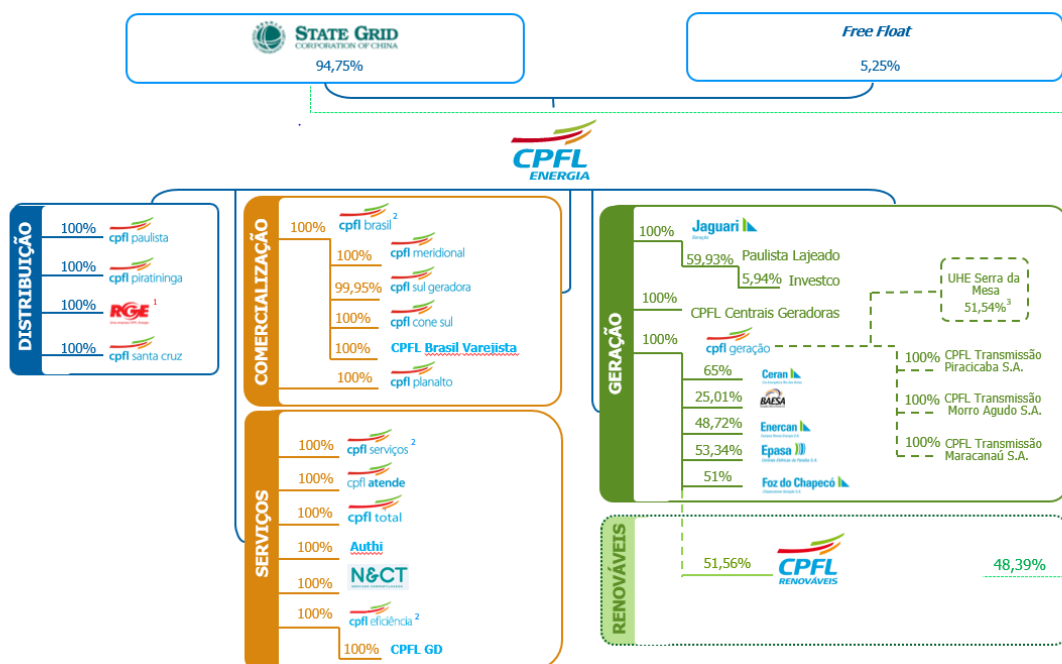 STATE GRID
CORPORATION OF CHINA
94,75%
Free Float
5,25%
CPFL
ENERGIA
DISTRIBUIÇÃO
100%
cpfl paulista
100%
cpfl piratininga
100%
RGE 1
100%
cpfl santa cruz
COMERCIALIZAÇÃO
100%
cpfl brasil 2
100%
cpfl meridional
99,95%
cpfl sul geradora
100%
cpfl cone sul
100%
CPFL Brasil Varejista
100%
cpfl planalto
SERVIÇOS
100%
cpfl serviços 2
100%
cpfl atende
100%
cpfl total
100%
Authi
100%
N&CT
100%
cpfl eficiência 2
100%
CPFL GD
GERAÇÃO
100%
Jaguari
Geração
59,93%
Paulista Lajeado
5,94%
Investco
100%
CPFL Centrais Geradoras
100%
cpfl geração
UHE Serra da
Mesa
51,54%3
100%
CPFL Transmissão
Piracicaba S.A.
100%
CPFL Transmissão
Morro Agudo S.A.
100%
CPFL Transmissão
Maracanaú S.A.
65%
Ceran
25,01%
BAESA
48,72%
Enercan
53,34%
Epasa
51%
Foz do Chapecó
RENOVÁVEIS
51,56%
CPFL
RENOVÁVEIS
48,39%